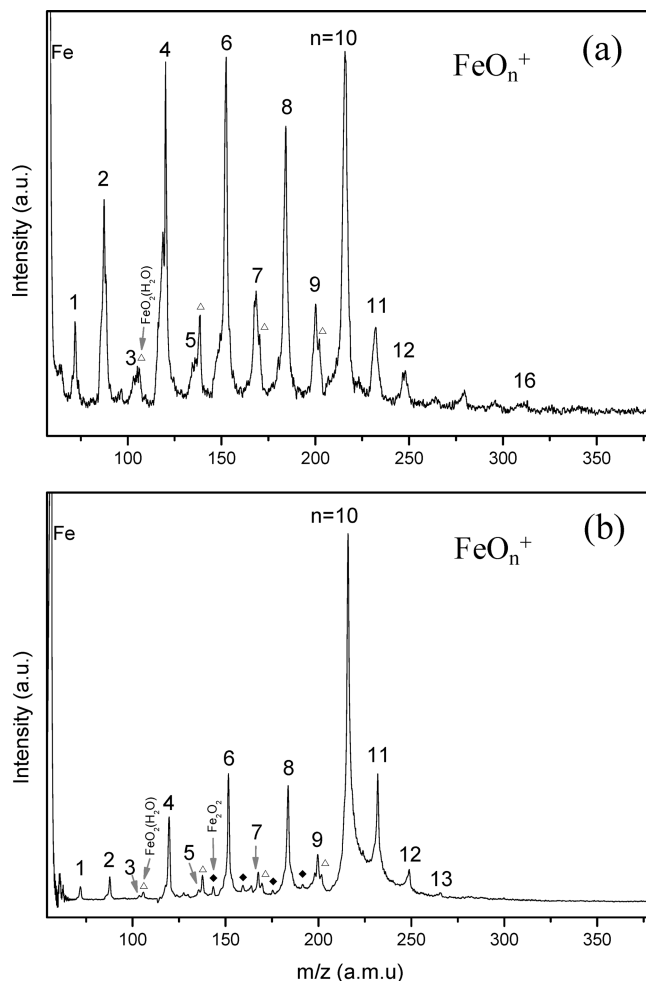 (a)
FeOₙ⁺
Fe
1
2
3
FeO₂(H₂O)
△
4
5
△
6
7
△
8
9
△
n=10
11
12
16
Intensity (a.u.)
100 150 200 250 300 350
(b)
FeOₙ⁺
Fe
1
2
3
FeO₂(H₂O)
△
4
5
△
Fe₂O₂
◆
6
◆
7
△
◆
8
◆
9
△
n=10
11
12
13
Intensity (a.u.)
100 150 200 250 300 350
m/z (a.m.u)